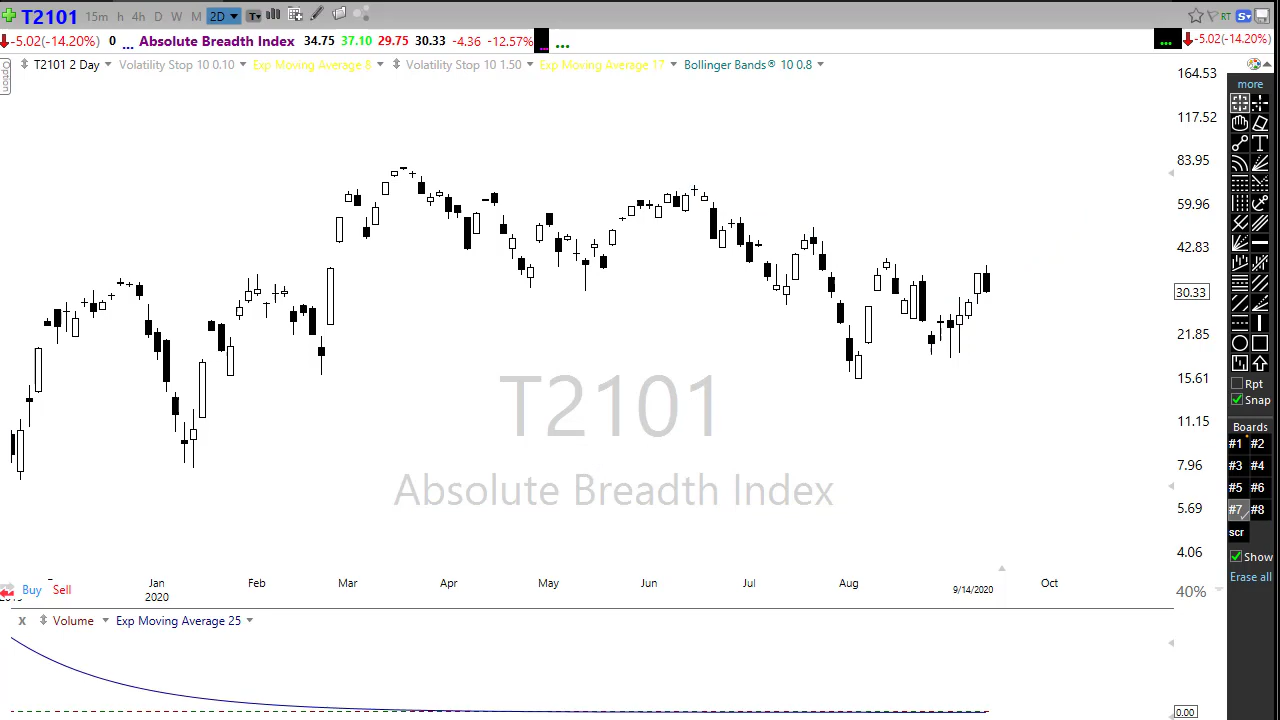 T2101 15m h 4h D W M 2D T RT S
-5.02(-14.20%) 0 ... Absolute Breadth Index 34.75 37.10 29.75 30.33 -4.36 -12.57% ... ... ... -5.02(-14.20%)
T2101 2 Day Volatility Stop 10 0.10 Exp Moving Average 8 Volatility Stop 10 1.50 Exp Moving Average 17 Bollinger Bands® 10 0.8
Option
164.53
more
117.52
83.95
59.96
42.83
30.33
21.85
15.61
11.15
7.96
5.69
4.06
T2101
Absolute Breadth Index
Rpt
Snap
Boards
#1 #2
#3 #4
#5 #6
#7 #8
scr
Show
Erase all
Jan Feb Mar Apr May Jun Jul Aug 9/14/2020 Oct
2020
Buy Sell
40%
x Volume Exp Moving Average 25
0.00